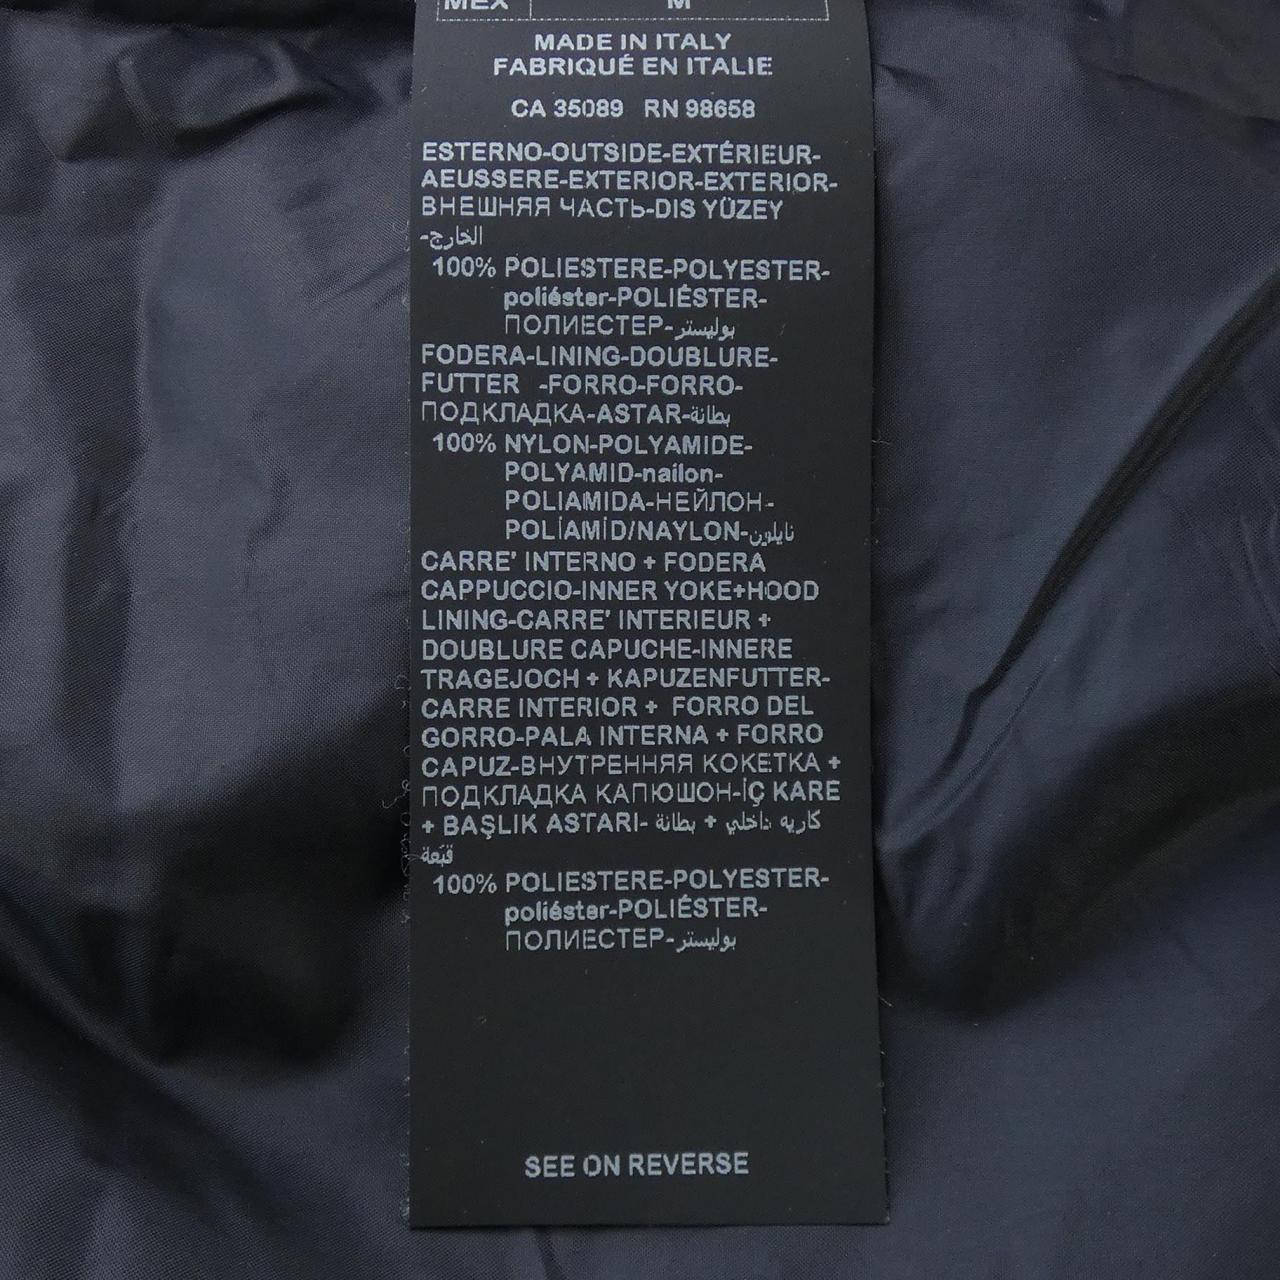 MEX M
MADE IN ITALY
FABRIQUÉ EN ITALIE
CA 35089 RN 98658
ESTERNO-OUTSIDE-EXTÉRIEUR-
AEUSSERE-EXTERIOR-EXTERIOR-
ВНЕШНЯЯ ЧАСТЬ-DIS YÜZEY
-الخارج-
100% POLIESTERE-POLYESTER-
poliéster-POLIÉSTER-
ПОЛИЕСТЕР-بوليستر
FODERA-LINING-DOUBLURE-
FUTTER -FORRO-FORRO-
ПОДКЛАДКА-ASTAR-بطانة
100% NYLON-POLYAMIDE-
POLYAMID-nailon-
POLIAMIDA-НЕЙЛОН-
POLİAMİD/NAYLON-نايلون
CARRE' INTERNO + FODERA
CAPPUCCIO-INNER YOKE+HOOD
LINING-CARRE' INTERIEUR +
DOUBLURE CAPUCHE-INNERE
TRAGEJOCH + KAPUZENFUTTER-
CARRE INTERIOR + FORRO DEL
GORRO-PALA INTERNA + FORRO
CAPUZ-ВНУТРЕННЯЯ КОКЕТКА +
ПОДКЛАДКА КАПЮШОН-İÇ KARE
+ BAŞLIK ASTARI- كاريه داخلي + بطانة
قبّعة
100% POLIESTERE-POLYESTER-
poliéster-POLIÉSTER-
ПОЛИЕСТЕР-بوليستر
SEE ON REVERSE